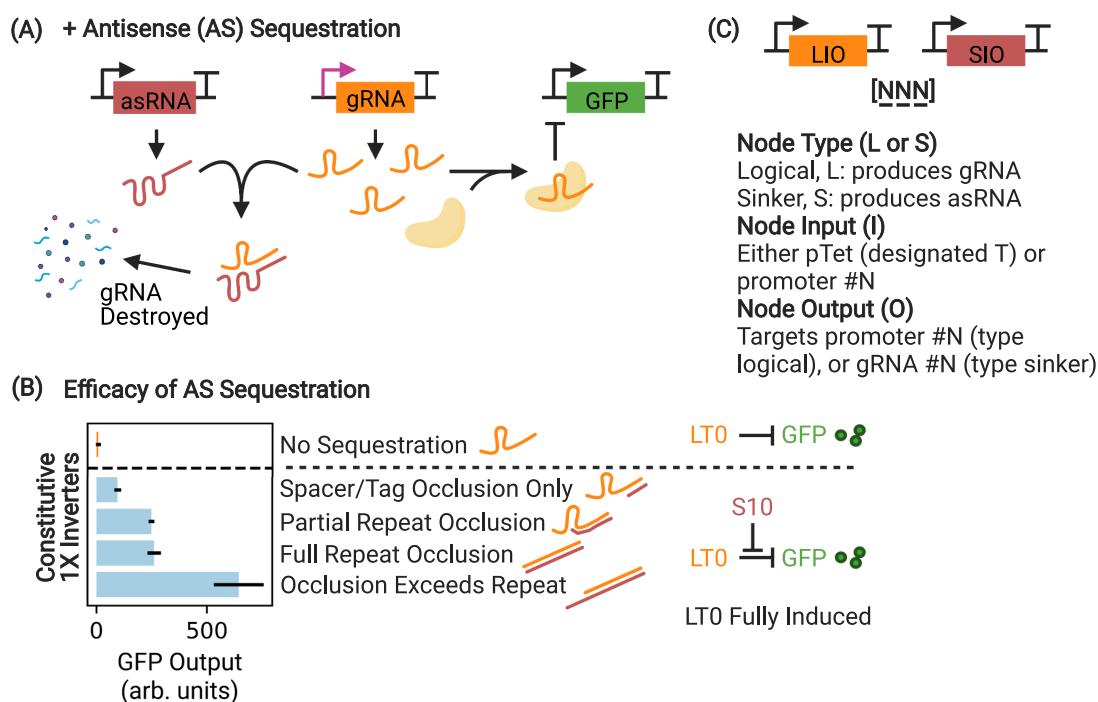 (A) + Antisense (AS) Sequestration
asRNA
gRNA
GFP
gRNA
Destroyed
(C)
LIO
SIO
[NNN]
Node Type (L or S)
Logical, L: produces gRNA
Sinker, S: produces asRNA
Node Input (I)
Either pTet (designated T) or
promoter #N
Node Output (O)
Targets promoter #N (type
logical), or gRNA #N (type sinker)
(B) Efficacy of AS Sequestration
Constitutive
1X Inverters
No Sequestration
Spacer/Tag Occlusion Only
Partial Repeat Occlusion
Full Repeat Occlusion
Occlusion Exceeds Repeat
0
500
GFP Output
(arb. units)
LT0
GFP
S10
LT0
GFP
LT0 Fully Induced